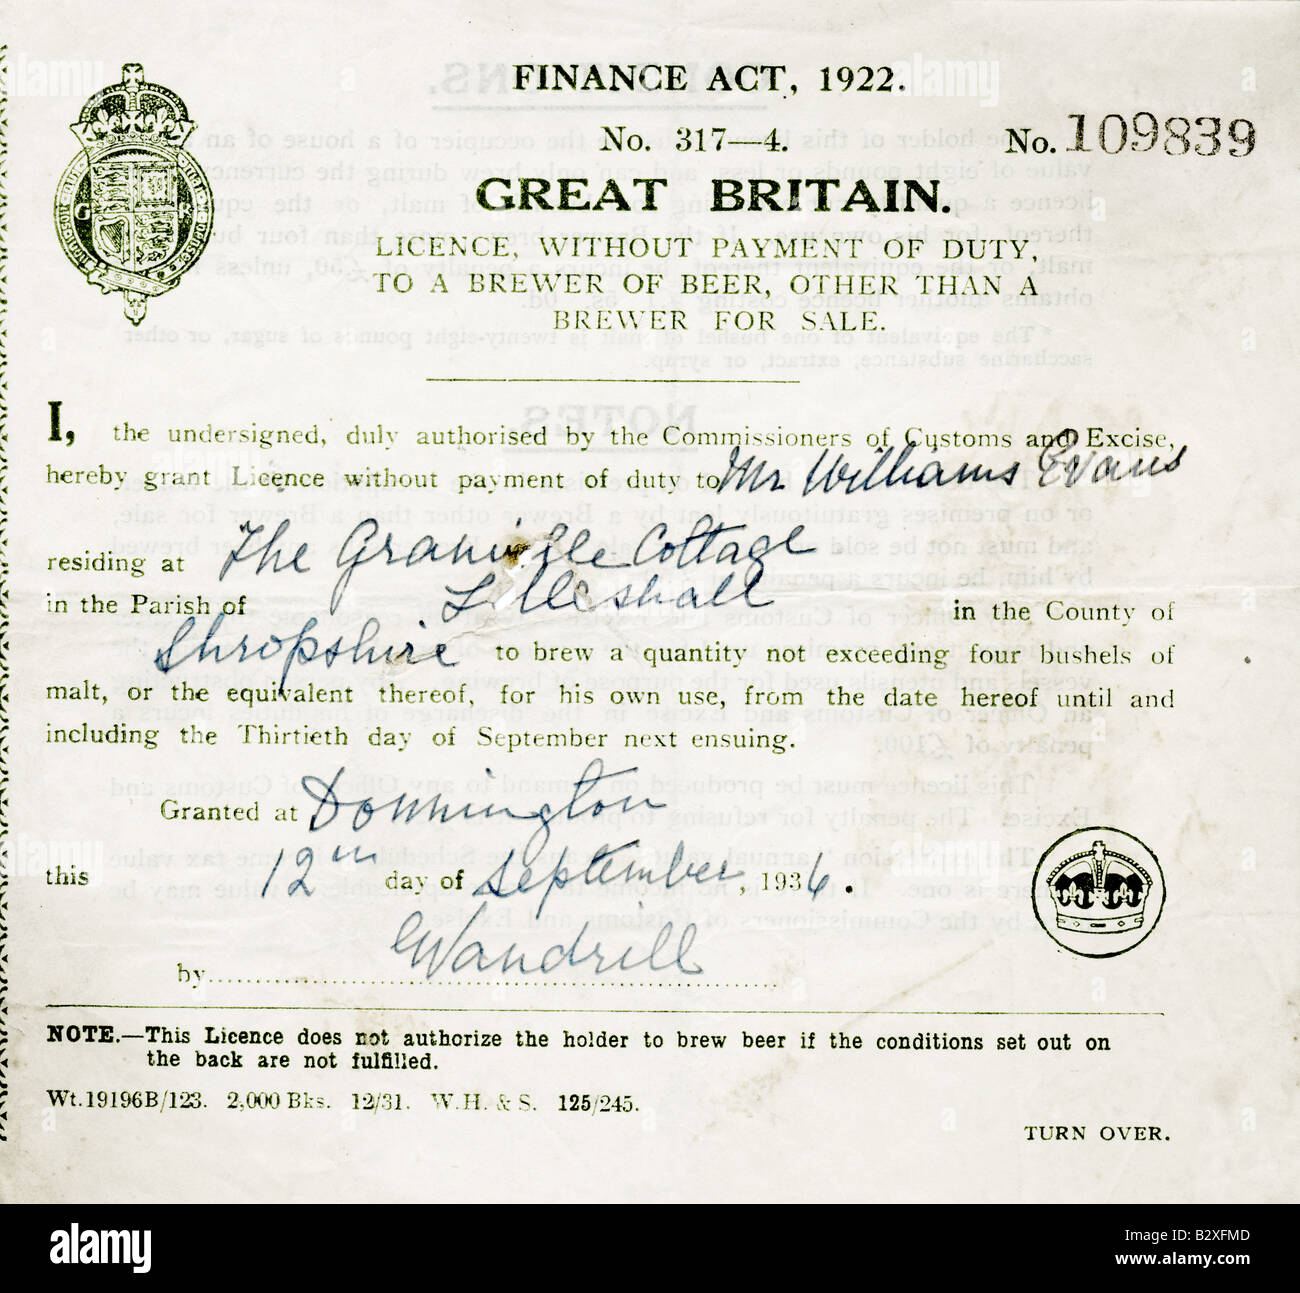 FINANCE ACT, 1922.
No. 317—4. No. 109839
GREAT BRITAIN.
LICENCE, WITHOUT PAYMENT OF DUTY,
TO A BREWER OF BEER, OTHER THAN A
BREWER FOR SALE.
I, the undersigned, duly authorised by the Commissioners of Customs and Excise,
hereby grant Licence without payment of duty to Mr Williams Evans
residing at The Granville Cottage
in the Parish of Lilleshall in the County of
Shropshire to brew a quantity not exceeding four bushels of
malt, or the equivalent thereof, for his own use, from the date hereof until and
including the Thirtieth day of September next ensuing.
Granted at Donnington
this 12th day of September, 1936.
by
NOTE.—This Licence does not authorize the holder to brew beer if the conditions set out on
the back are not fulfilled.
Wt.19196B/123. 2,000 Bks. 12/31. W.H. & S. 125/245.
TURN OVER.
alamy
Image ID: B2XFMD
www.alamy.com